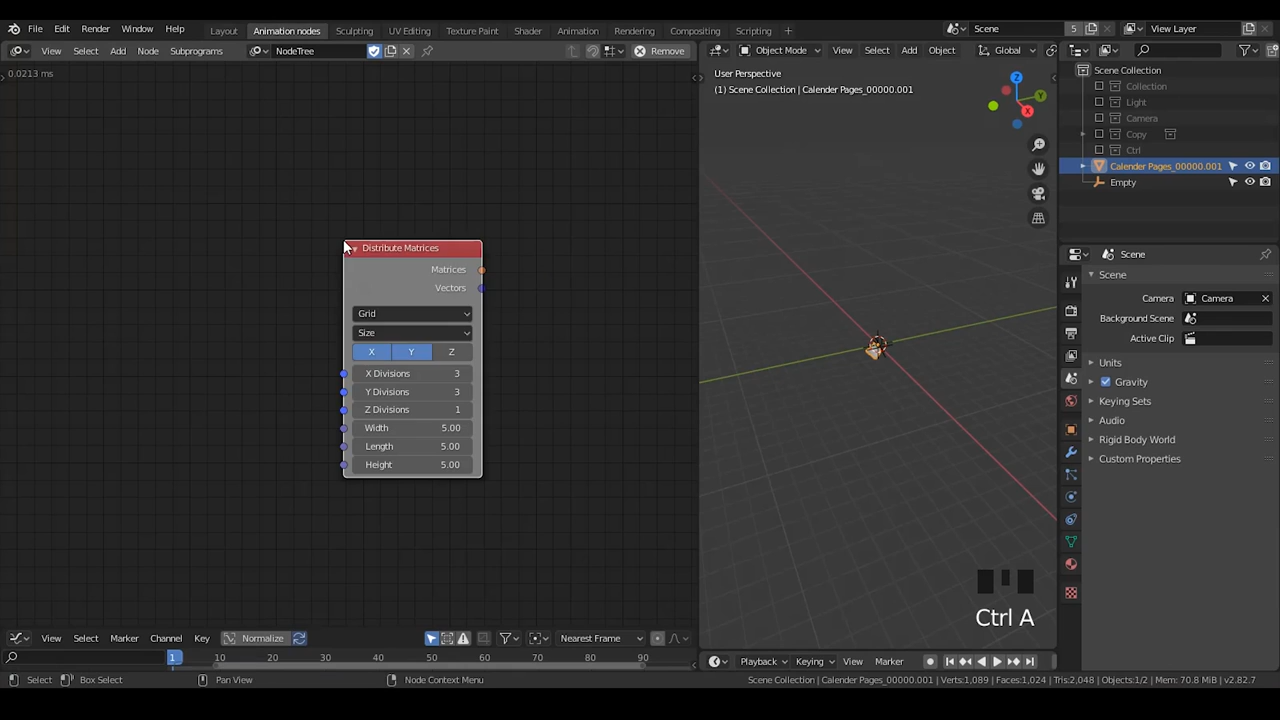 File Edit Render Window Help Layout Animation nodes Sculpting UV Editing Texture Paint Shader Animation Rendering Compositing Scripting + Scene 5 View Layer
View Select Add Node Subprograms NodeTree Remove Object Mode View Select Add Object Global
0.0213 ms
User Perspective
(1) Scene Collection | Calender Pages_00000.001
Z
Y
X
Scene Collection
Collection
Light
Camera
Copy
Ctrl
Calender Pages_00000.001
Empty
Distribute Matrices
Matrices
Vectors
Grid
Size
X Y Z
X Divisions 3
Y Divisions 3
Z Divisions 1
Width 5.00
Length 5.00
Height 5.00
Scene
Scene
Camera Camera
Background Scene
Active Clip
Units
Gravity
Keying Sets
Audio
Rigid Body World
Custom Properties
Ctrl A
View Select Marker Channel Key Normalize Nearest Frame
1 10 20 30 40 50 60 70 80 90
Playback Keying View Marker
Select Box Select Pan View Node Context Menu Scene Collection | Calender Pages_00000.001 | Verts:1,089 | Faces:1,024 | Tris:2,048 | Objects:1/2 | Mem: 70.8 MiB | v2.82.7